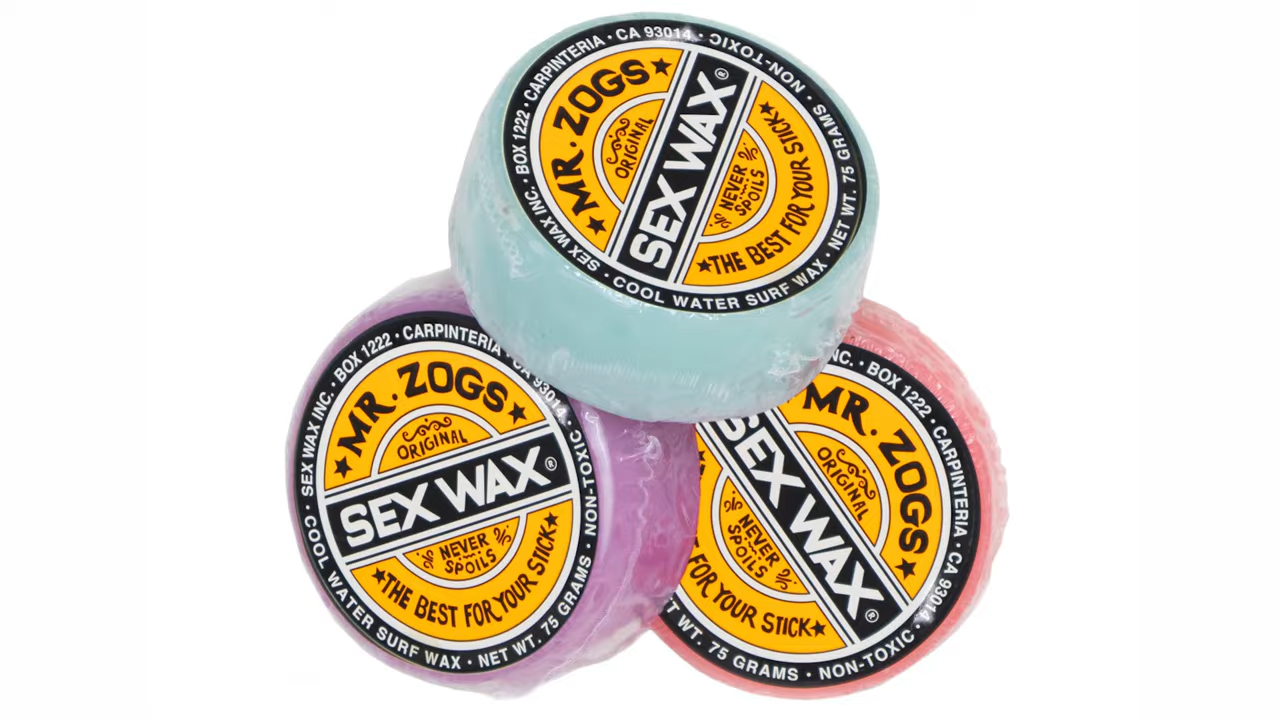 MR. ZOGS
ORIGINAL
SEX WAX®
NEVER SPOILS
THE BEST FOR YOUR STICK
SEX WAX INC. · BOX 1222 · CARPINTERIA · CA 93014 · NON-TOXIC · NET WT. 75 GRAMS · COOL WATER SURF WAX ·
MR. ZOGS
ORIGINAL
SEX WAX®
NEVER SPOILS
THE BEST FOR YOUR STICK
SEX WAX INC. · BOX 1222 · CARPINTERIA · CA 93014 · NON-TOXIC · NET WT. 75 GRAMS · COOL WATER SURF WAX ·
MR. ZOGS
ORIGINAL
SEX WAX®
NEVER SPOILS
FOR YOUR STICK
NC. · BOX 1222 · CARPINTERIA · CA 93014 · NON-TOXIC · 75 GRAMS